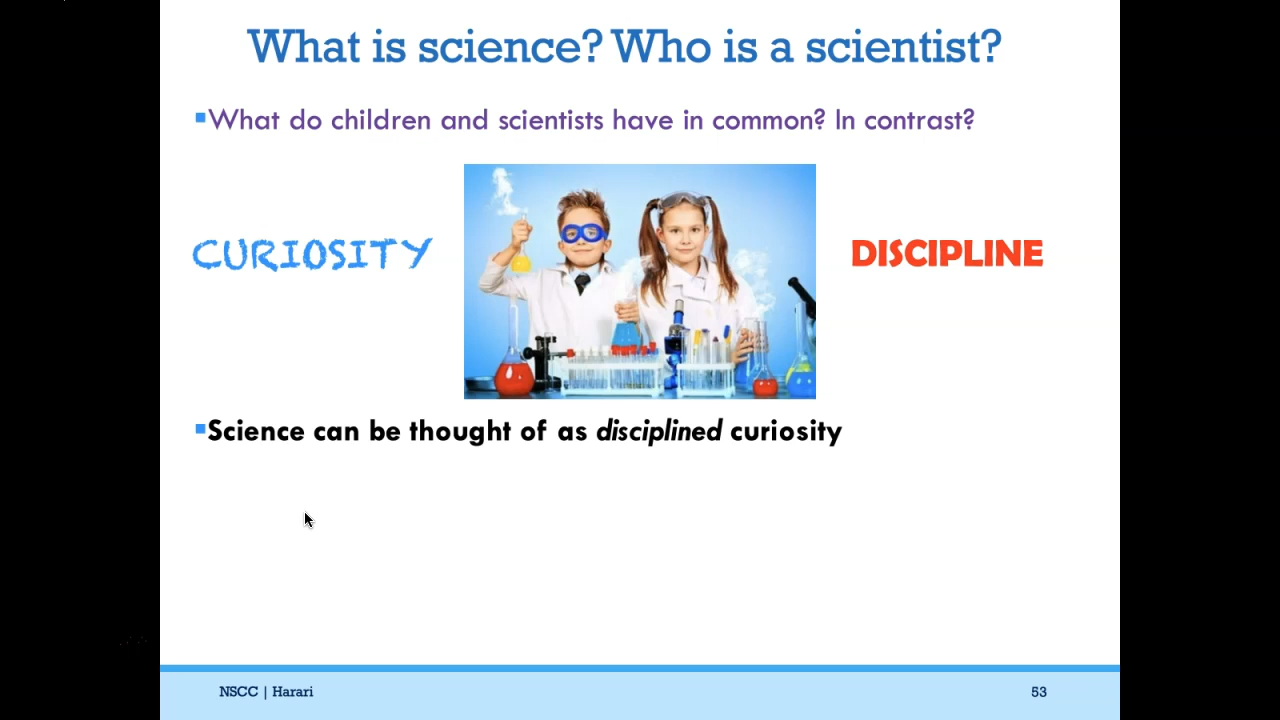 What is science? Who is a scientist?
What do children and scientists have in common? In contrast?
CURIOSITY
DISCIPLINE
Science can be thought of as disciplined curiosity
NSCC | Harari
53